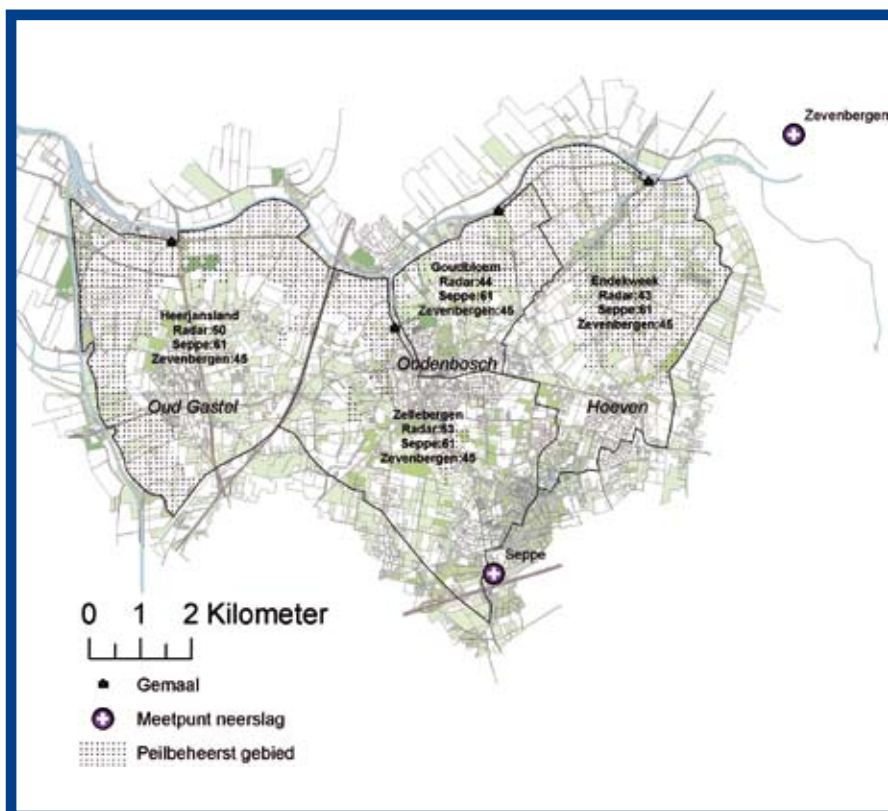 Zevenbergen
Goudbloem
Radar:44
Seppe:61
Zevenbergen:45
Endekweek
Radar:43
Seppe:61
Zevenbergen:45
Heerjansland
Radar:50
Seppe:61
Zevenbergen:45
Oudenbosch
Oud Gastel
Hoeven
Zellebergen
Radar:53
Seppe:61
Zevenbergen:45
Seppe
0 1 2 Kilometer
Gemaal
Meetpunt neerslag
Peilbeheerst gebied